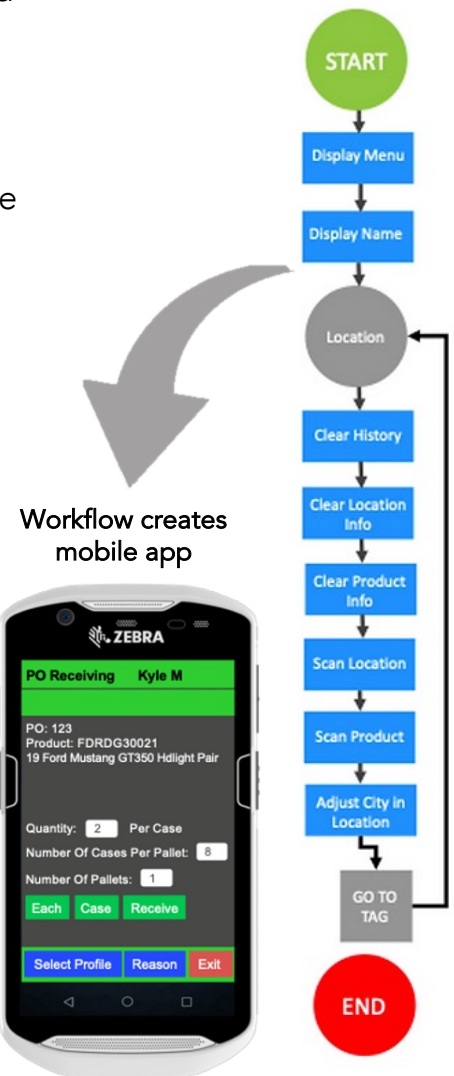 START
Display Menu
Display Name
Location
Clear History
Clear Location
Info
Clear Product
Info
Scan Location
Scan Product
Adjust City in
Location
GO TO
TAG
END
Workflow creates
mobile app
ZEBRA
PO Receiving Kyle M
PO: 123
Product: FDRDG30021
19 Ford Mustang GT350 Hdlight Pair
Quantity: 2 Per Case
Number Of Cases Per Pallet: 8
Number Of Pallets: 1
Each Case Receive
Select Profile Reason Exit